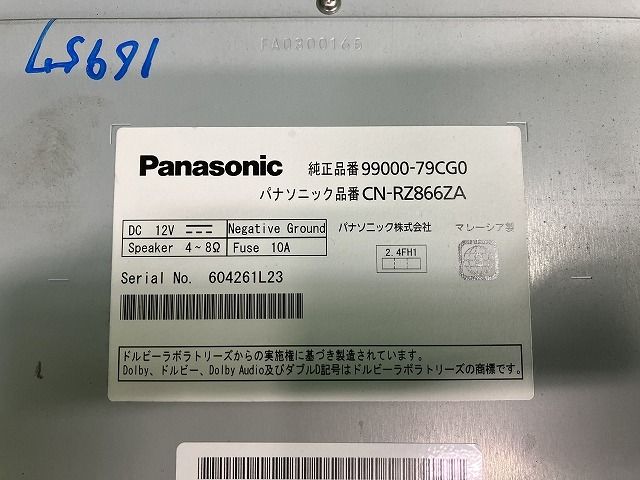 FA0300165
LS691
Panasonic 純正品番 99000-79CG0
パナソニック品番 CN-RZ866ZA
DC 12V Negative Ground
Speaker 4~8Ω Fuse 10A
パナソニック株式会社 マレーシア製
2.4FH1
Serial No. 604261L23
ドルビーラボラトリーズからの実施権に基づき製造されています。
Dolby、ドルビー、Dolby Audio及びダブルD記号はドルビーラボラトリーズの商標です。